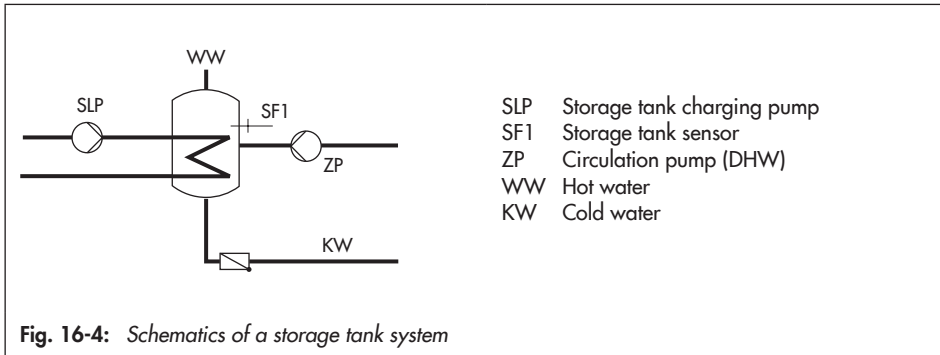 WW
SLP
SF1
ZP
KW
SLP Storage tank charging pump
SF1 Storage tank sensor
ZP Circulation pump (DHW)
WW Hot water
KW Cold water
Fig. 16-4: Schematics of a storage tank system